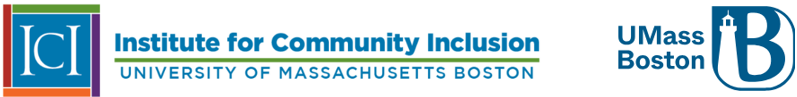 ICI
Institute for Community Inclusion
UNIVERSITY OF MASSACHUSETTS BOSTON
UMass
Boston
B